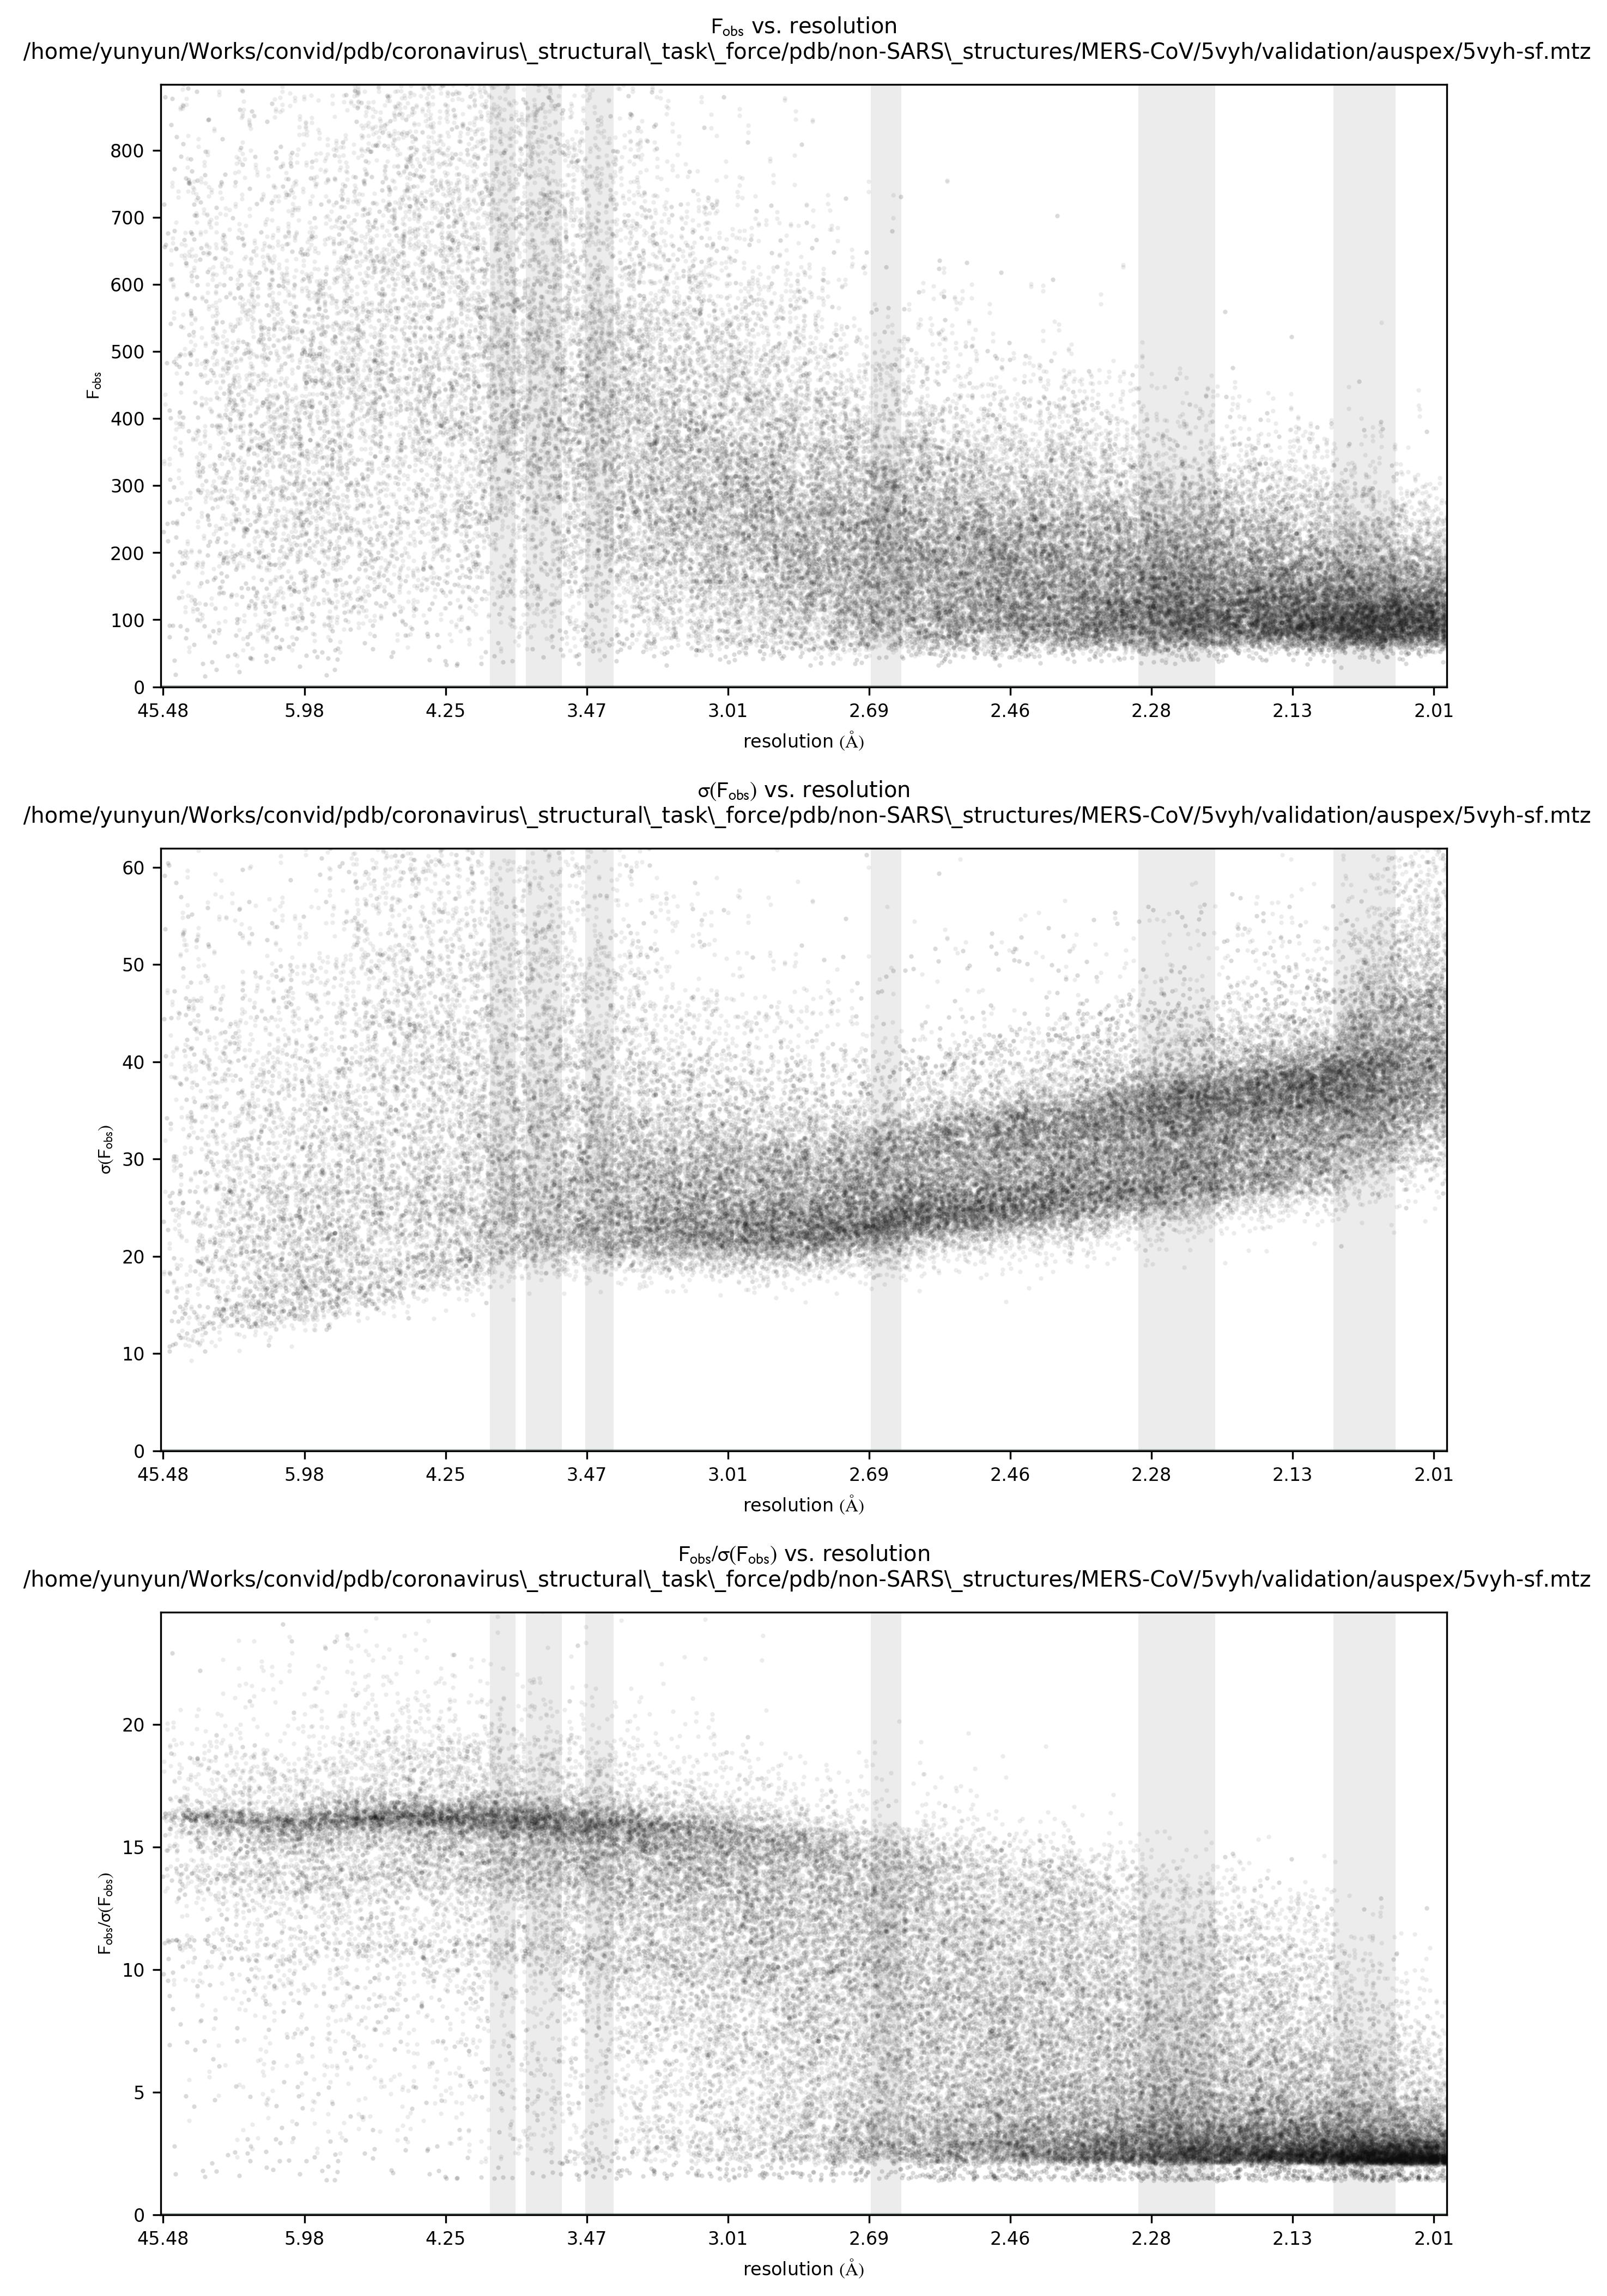 Fobs vs. resolution
/home/yunyun/Works/convid/pdb/coronavirus\_structural\_task\_force/pdb/non-SARS\_structures/MERS-CoV/5vyh/validation/auspex/5vyh-sf.mtz
800
700
600
500
400
300
200
100
0
Fobs
45.48 5.98 4.25 3.47 3.01 2.69 2.46 2.28 2.13 2.01
resolution (Å)
σ(Fobs) vs. resolution
/home/yunyun/Works/convid/pdb/coronavirus\_structural\_task\_force/pdb/non-SARS\_structures/MERS-CoV/5vyh/validation/auspex/5vyh-sf.mtz
60
50
40
30
20
10
0
σ(Fobs)
45.48 5.98 4.25 3.47 3.01 2.69 2.46 2.28 2.13 2.01
resolution (Å)
Fobs/σ(Fobs) vs. resolution
/home/yunyun/Works/convid/pdb/coronavirus\_structural\_task\_force/pdb/non-SARS\_structures/MERS-CoV/5vyh/validation/auspex/5vyh-sf.mtz
20
15
10
5
0
Fobs/σ(Fobs)
45.48 5.98 4.25 3.47 3.01 2.69 2.46 2.28 2.13 2.01
resolution (Å)